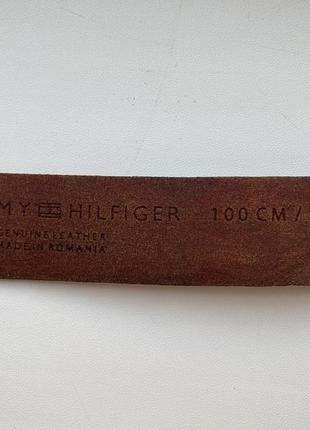 MY HILFIGER 100 CM /
GENUINE LEATHER
MADE IN ROMANIA